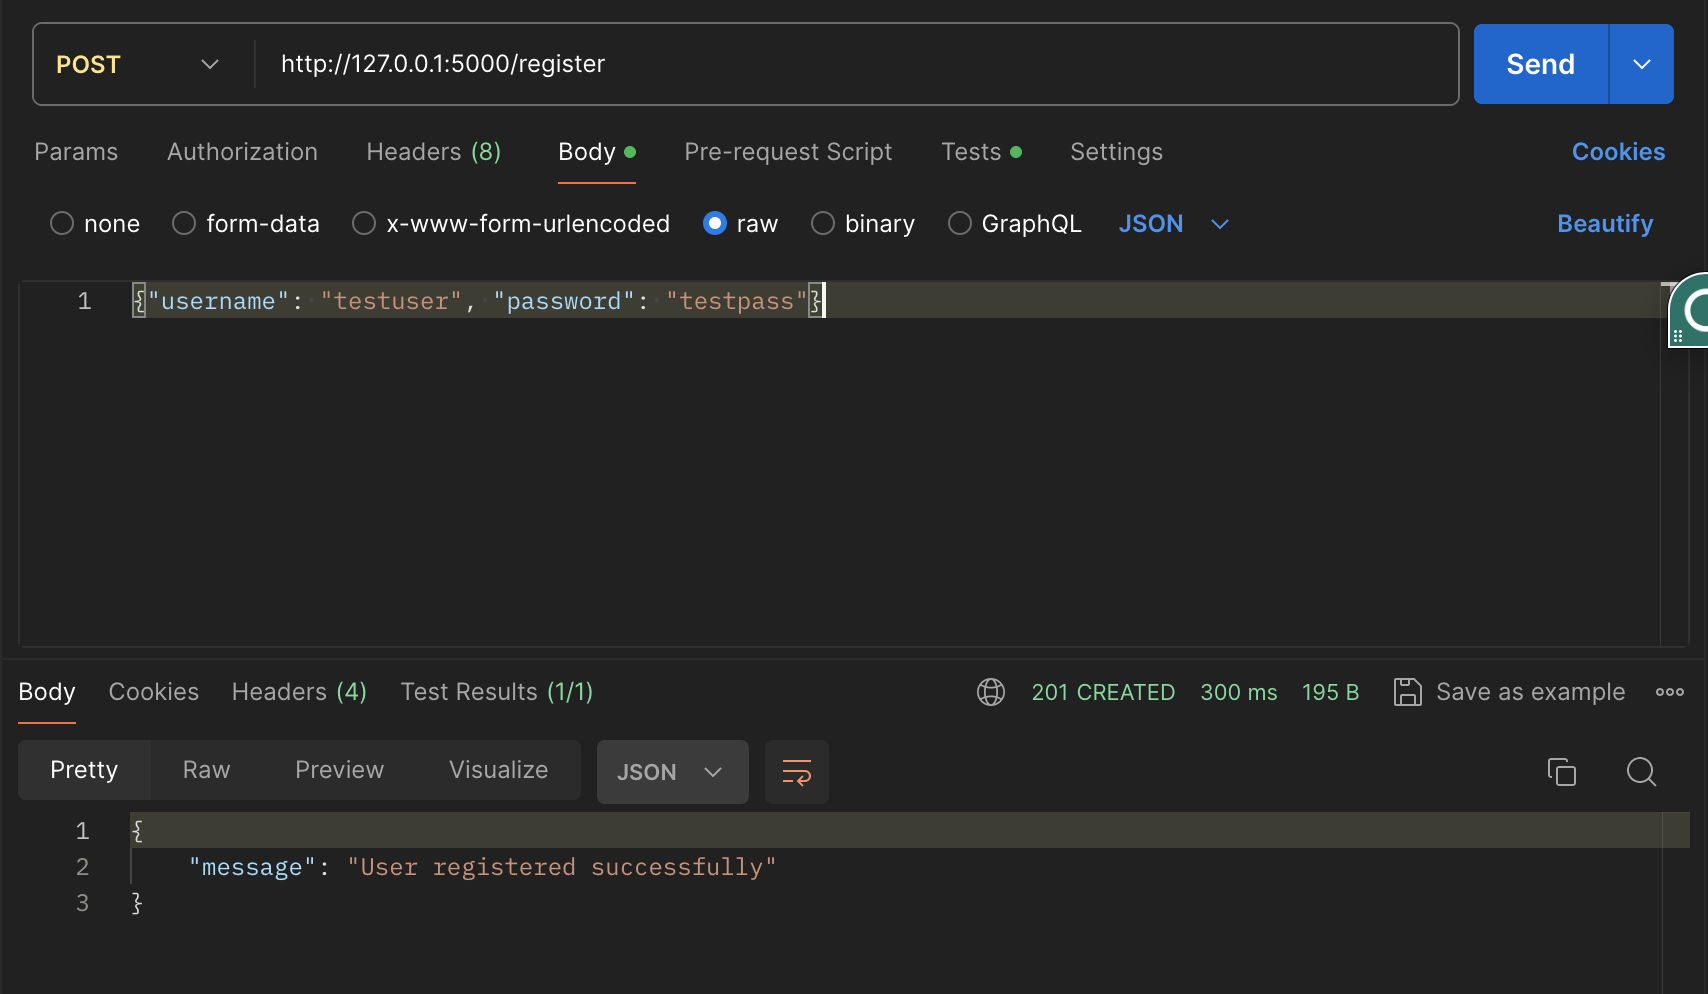 POST http://127.0.0.1:5000/register Send
Params Authorization Headers (8) Body Pre-request Script Tests Settings Cookies
none form-data x-www-form-urlencoded raw binary GraphQL JSON Beautify
1 {"username": "testuser", "password": "testpass"}
Body Cookies Headers (4) Test Results (1/1) 201 CREATED 300 ms 195 B Save as example
Pretty Raw Preview Visualize JSON
1 {
2 "message": "User registered successfully"
3 }